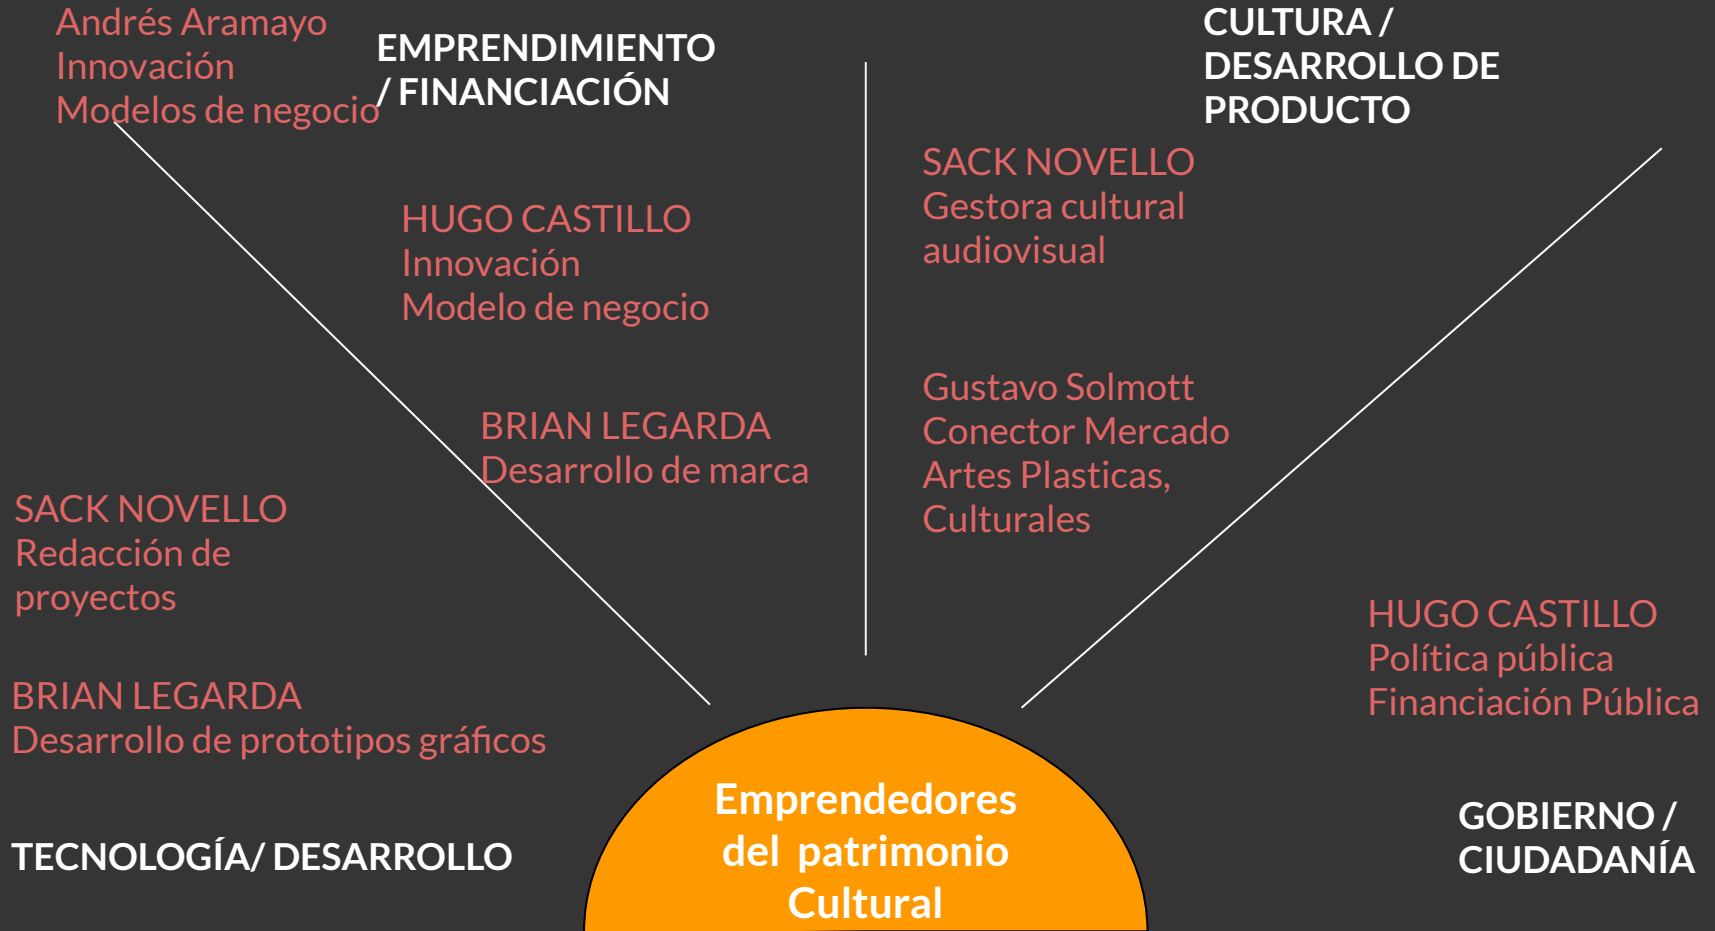 Andrés Aramayo
Innovación
Modelos de negocio
EMPRENDIMIENTO
/ FINANCIACIÓN
HUGO CASTILLO
Innovación
Modelo de negocio
BRIAN LEGARDA
Desarrollo de marca
CULTURA /
DESARROLLO DE
PRODUCTO
SACK NOVELLO
Gestora cultural
audiovisual
Gustavo Solmott
Conector Mercado
Artes Plasticas,
Culturales
SACK NOVELLO
Redacción de
proyectos
BRIAN LEGARDA
Desarrollo de prototipos gráficos
TECNOLOGÍA/ DESARROLLO
HUGO CASTILLO
Política pública
Financiación Pública
GOBIERNO /
CIUDADANÍA
Emprendedores
del patrimonio
Cultural